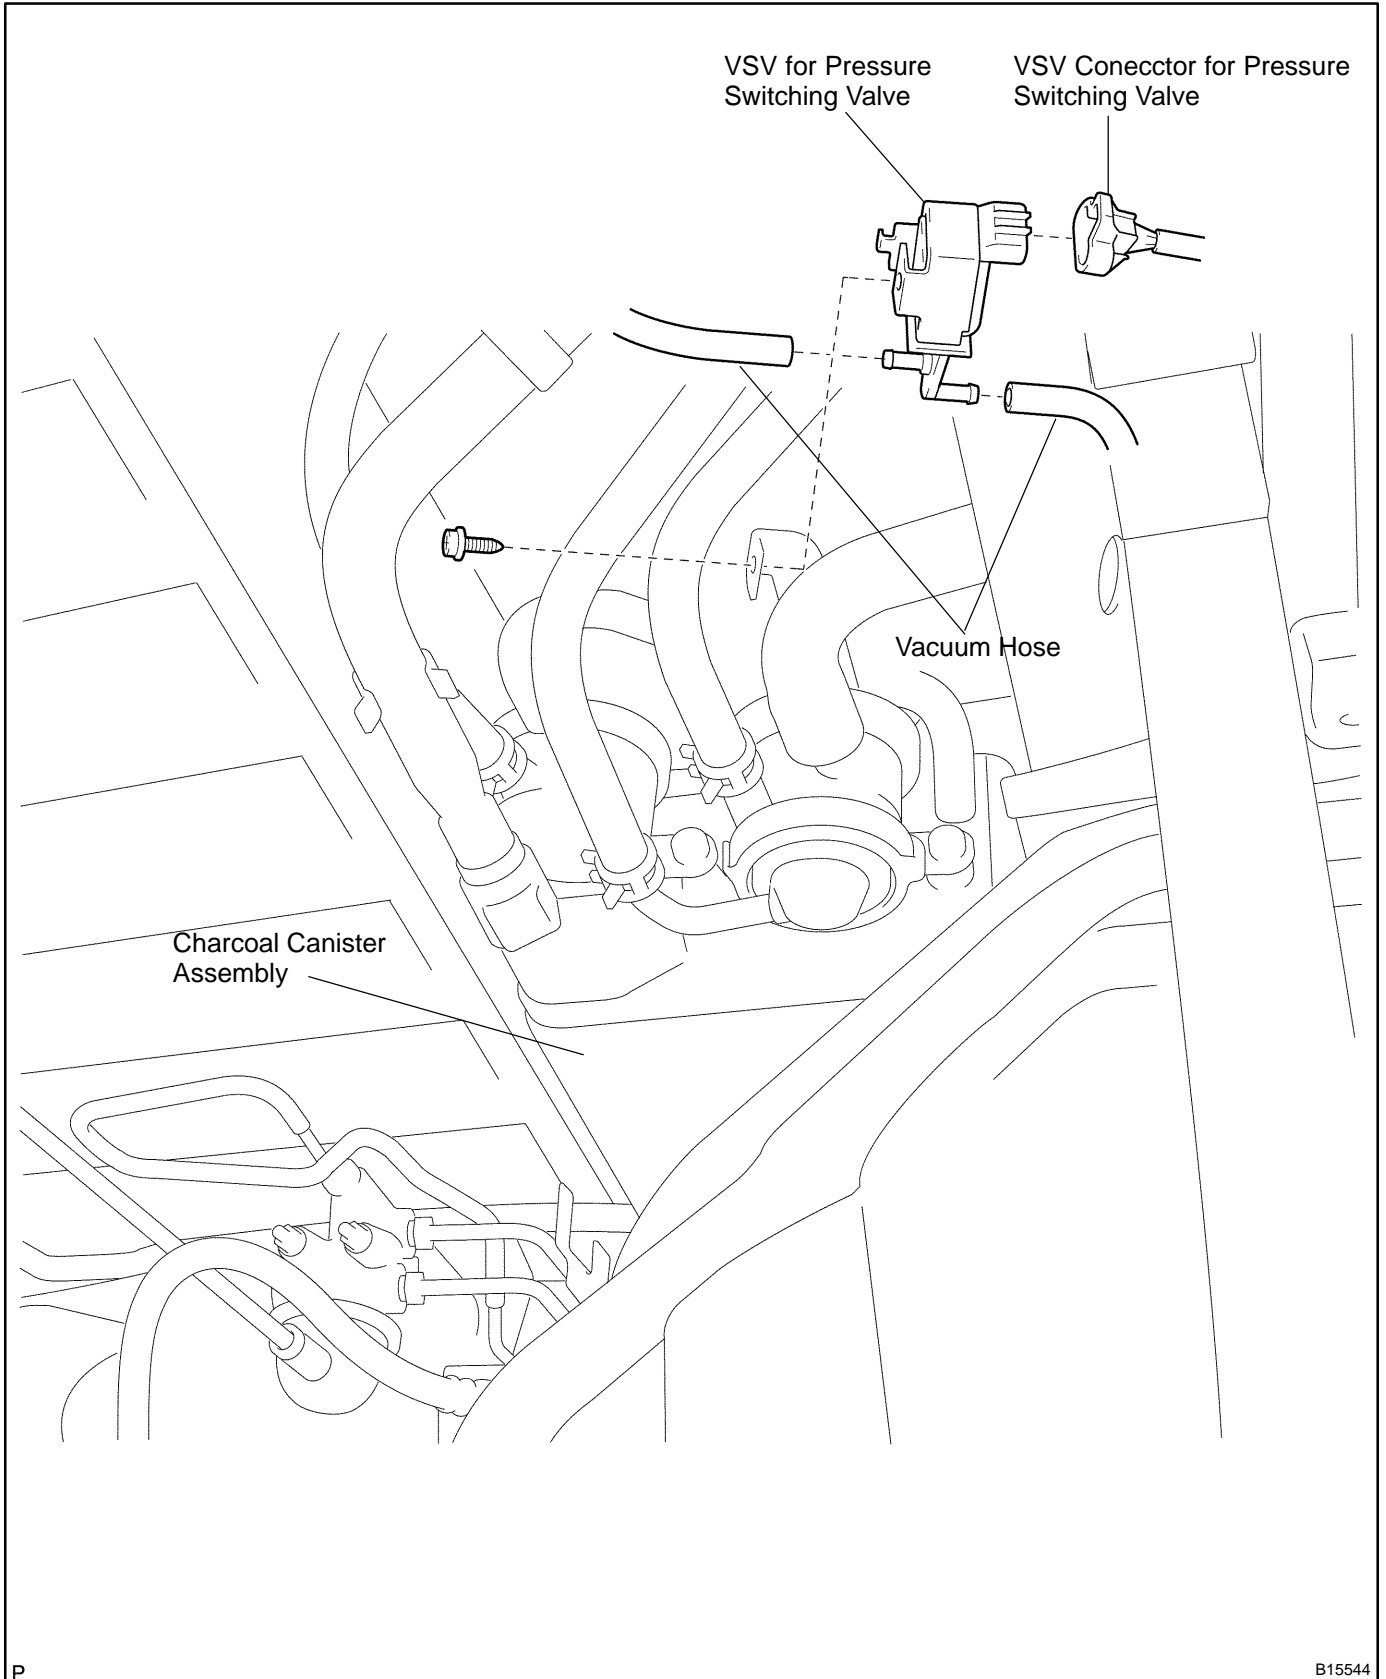 VSV for Pressure
Switching Valve
VSV Conecctor for Pressure
Switching Valve
Vacuum Hose
Charcoal Canister
Assembly
P
B15544